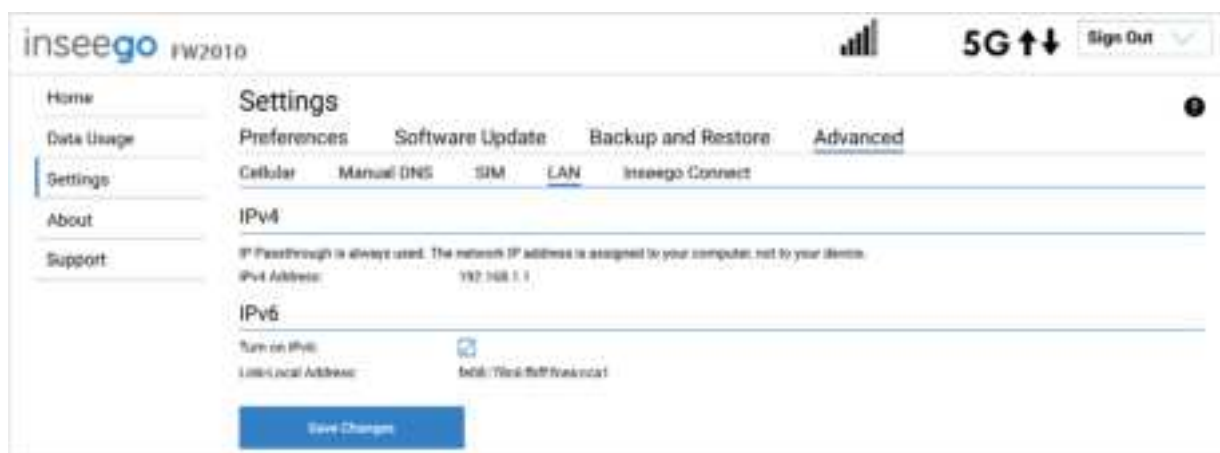 inseego FW2010
5G Sign Out
Home
Data Usage
Settings
About
Support
Settings
Preferences Software Update Backup and Restore Advanced
Cellular Manual DNS SIM LAN Inseego Connect
IPv4
IP Passthrough is always used. The network IP address is assigned to your computer, not to your device.
IPv4 Address: 192.168.1.1
IPv6
Turn on IPv6:
Link-Local Address:
Save Changes